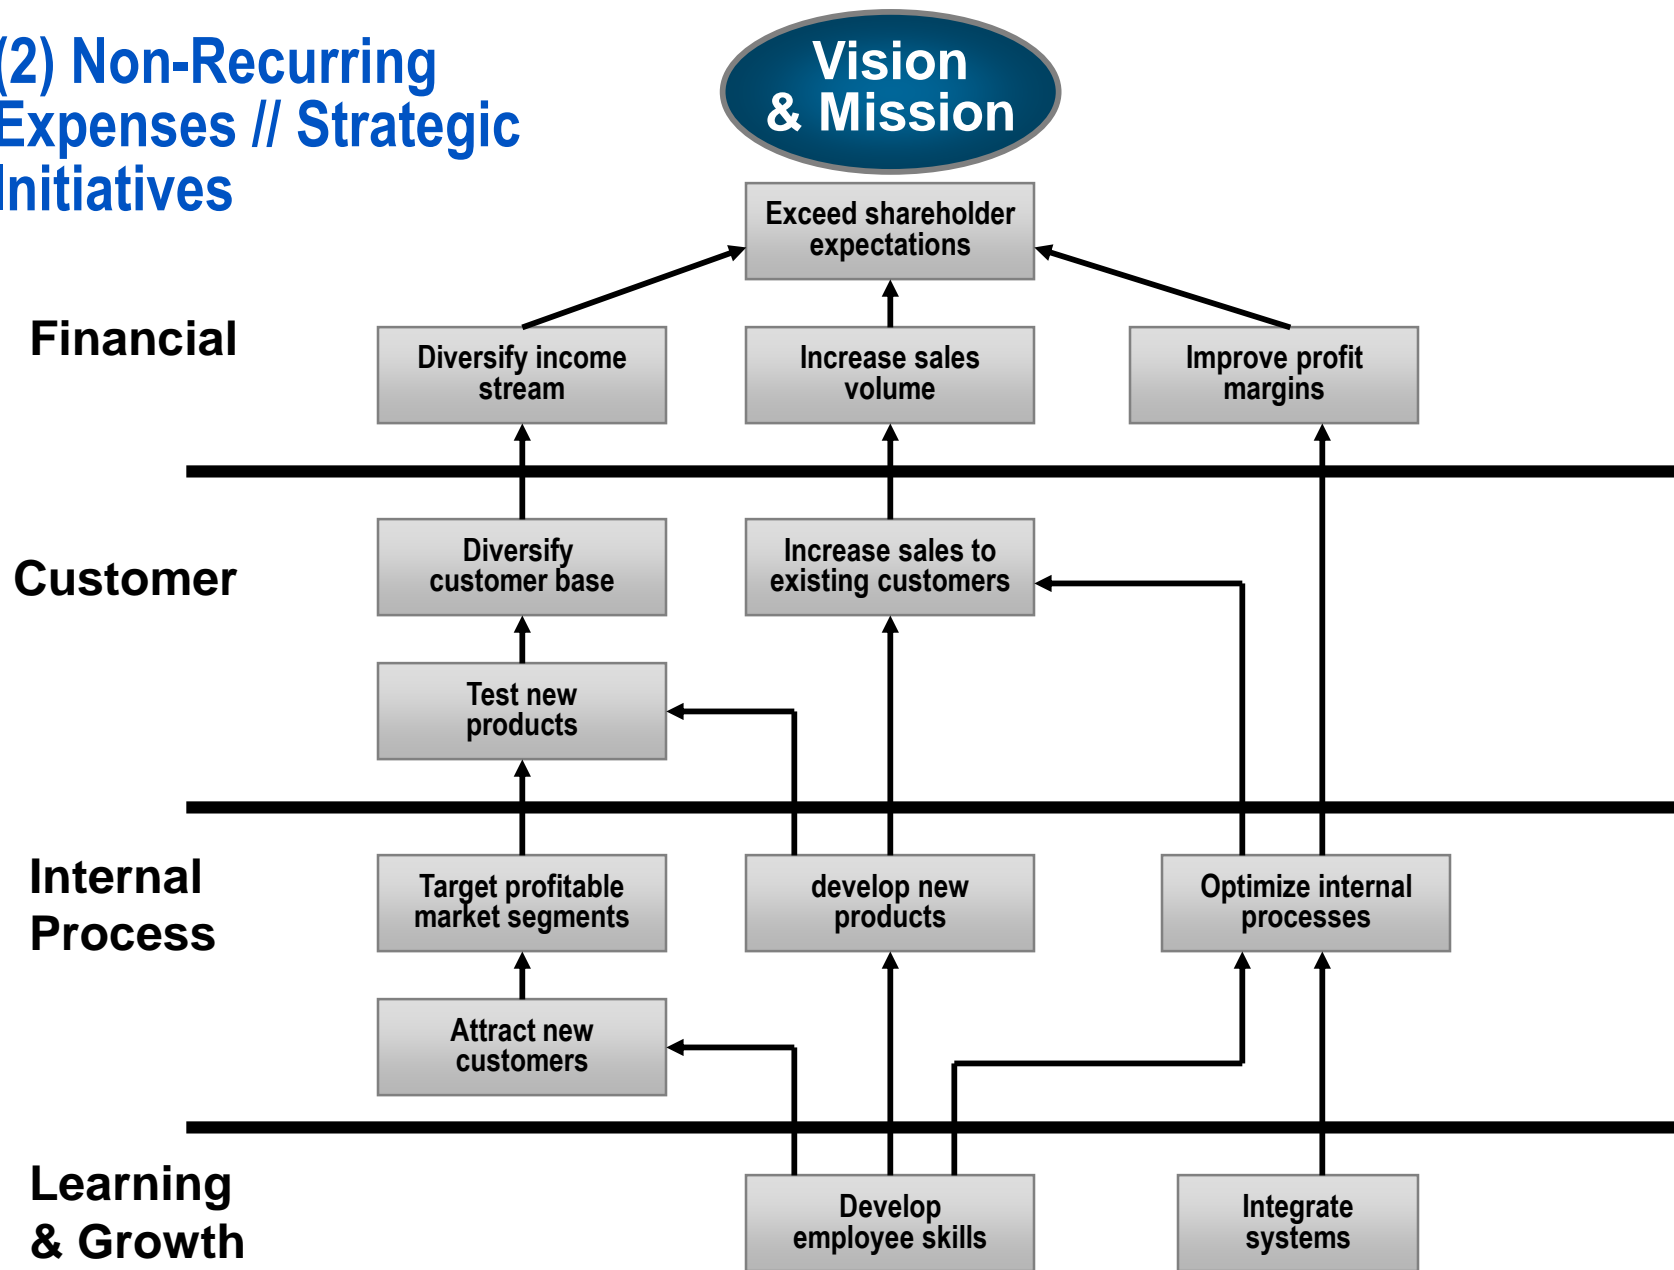 (2) Non-Recurring
Expenses // Strategic
Initiatives
Vision
& Mission
Exceed shareholder
expectations
Financial
Diversify income
stream
Increase sales
volume
Improve profit
margins
Customer
Diversify
customer base
Increase sales to
existing customers
Test new
products
Internal
Process
Target profitable
market segments
develop new
products
Optimize internal
processes
Attract new
customers
Learning
& Growth
Develop
employee skills
Integrate
systems